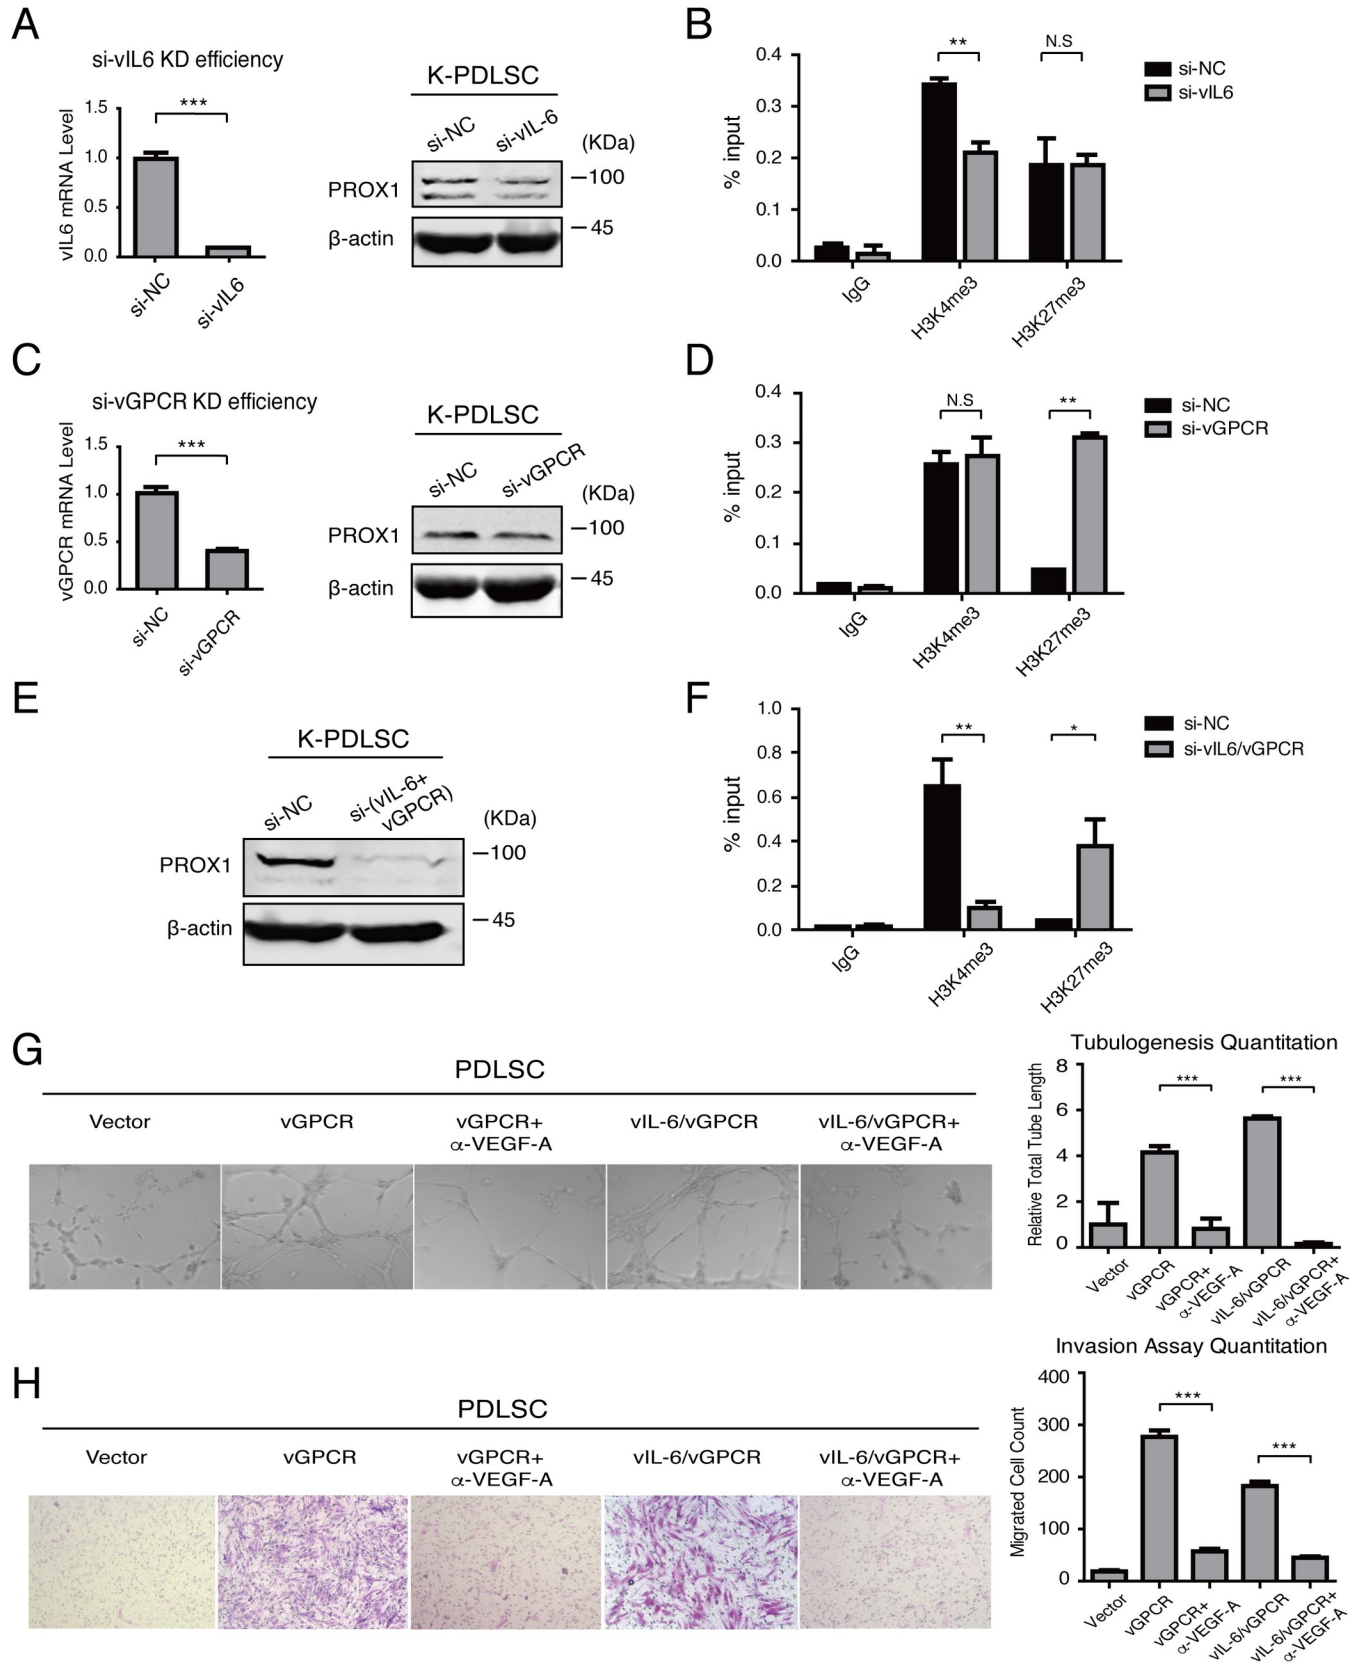 A
si-vIL6 KD efficiency
vIL6 mRNA Level
1.5
1.0
0.5
0.0
***
si-NC
si-vIL6
K-PDLSC
si-NC
si-vIL-6
(KDa)
PROX1
100
β-actin
45
B
% input
0.4
0.3
0.2
0.1
0.0
**
N.S
IgG
H3K4me3
H3K27me3
si-NC
si-vIL6
C
si-vGPCR KD efficiency
vGPCR mRNA Level
1.5
1.0
0.5
0.0
***
si-NC
si-vGPCR
K-PDLSC
si-NC
si-vGPCR
(KDa)
PROX1
100
β-actin
45
D
% input
0.4
0.3
0.2
0.1
0.0
N.S
**
IgG
H3K4me3
H3K27me3
si-NC
si-vGPCR
E
K-PDLSC
si-NC
si-(vIL-6+
vGPCR)
(KDa)
PROX1
100
β-actin
45
F
% input
1.0
0.8
0.6
0.4
0.2
0.0
**
*
IgG
H3K4me3
H3K27me3
si-NC
si-vIL6/vGPCR
G
PDLSC
Vector
vGPCR
vGPCR+
α-VEGF-A
vIL-6/vGPCR
vIL-6/vGPCR+
α-VEGF-A
Tubulogenesis Quantitation
Relative Total Tube Length
8
6
4
2
0
***
***
Vector
vGPCR
vGPCR+
α-VEGF-A
vIL-6/vGPCR
vIL-6/vGPCR+
α-VEGF-A
H
PDLSC
Vector
vGPCR
vGPCR+
α-VEGF-A
vIL-6/vGPCR
vIL-6/vGPCR+
α-VEGF-A
Invasion Assay Quantitation
Migrated Cell Count
400
300
200
100
0
***
***
Vector
vGPCR
vGPCR+
α-VEGF-A
vIL-6/vGPCR
vIL-6/vGPCR+
α-VEGF-A